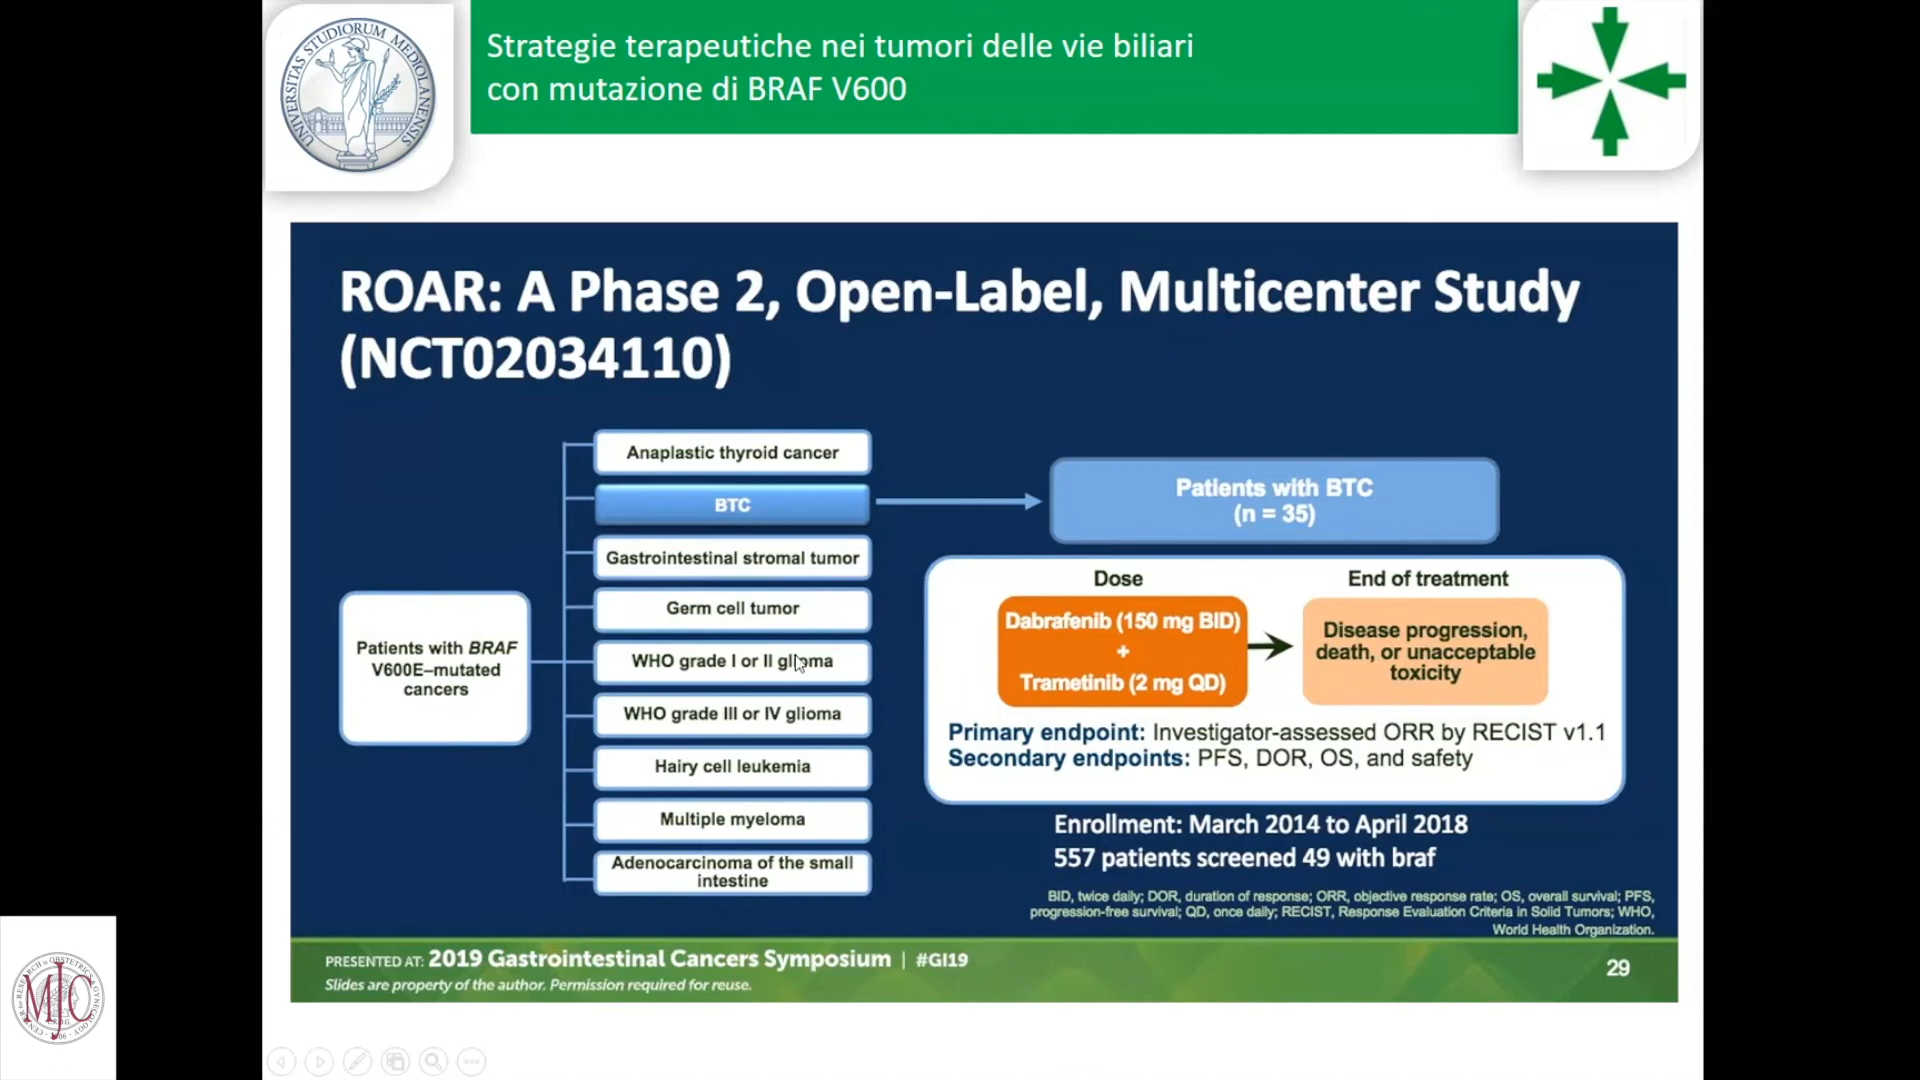 UNIVERSITAS STUDIORUM MEDIOLANENSIS
Strategie terapeutiche nei tumori delle vie biliari
con mutazione di BRAF V600
ROAR: A Phase 2, Open-Label, Multicenter Study
(NCT02034110)
Patients with BRAF
V600E–mutated
cancers
Anaplastic thyroid cancer
BTC
Gastrointestinal stromal tumor
Germ cell tumor
WHO grade I or II glioma
WHO grade III or IV glioma
Hairy cell leukemia
Multiple myeloma
Adenocarcinoma of the small
intestine
Patients with BTC
(n = 35)
Dose
Dabrafenib (150 mg BID)
+
Trametinib (2 mg QD)
End of treatment
Disease progression,
death, or unacceptable
toxicity
Primary endpoint: Investigator-assessed ORR by RECIST v1.1
Secondary endpoints: PFS, DOR, OS, and safety
Enrollment: March 2014 to April 2018
557 patients screened 49 with braf
BID, twice daily; DOR, duration of response; ORR, objective response rate; OS, overall survival; PFS,
progression-free survival; QD, once daily; RECIST, Response Evaluation Criteria in Solid Tumors; WHO,
World Health Organization.
PRESENTED AT: 2019 Gastrointestinal Cancers Symposium | #GI19
Slides are property of the author. Permission required for reuse.
29
MJC